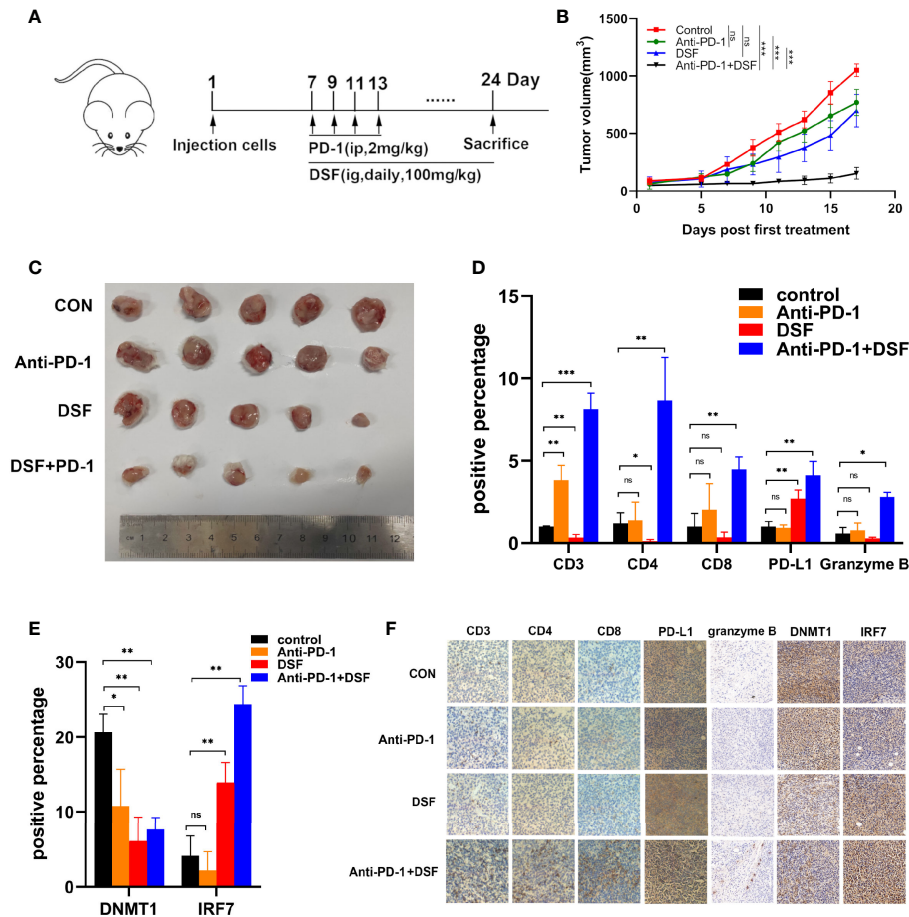 A
1
7
9
11
13
24 Day
......
Injection cells
PD-1(ip,2mg/kg)
Sacrifice
DSF(ig,daily,100mg/kg)
B
Tumor volume(mm³)
1500
1000
500
0
0
5
10
15
20
Days post first treatment
Control
Anti-PD-1
DSF
Anti-PD-1+DSF
ns
ns
***
***
***
C
CON
Anti-PD-1
DSF
DSF+PD-1
CM 1 2 3 4 5 6 7 8 9 10 11 12
D
positive percentage
15
10
5
0
control
Anti-PD-1
DSF
Anti-PD-1+DSF
***
**
**
**
*
ns
**
ns
ns
**
**
ns
*
ns
ns
CD3
CD4
CD8
PD-L1
Granzyme B
E
positive percentage
30
20
10
0
control
Anti-PD-1
DSF
Anti-PD-1+DSF
**
**
*
**
**
ns
DNMT1
IRF7
F
CD3
CD4
CD8
PD-L1
granzyme B
DNMT1
IRF7
CON
Anti-PD-1
DSF
Anti-PD-1+DSF